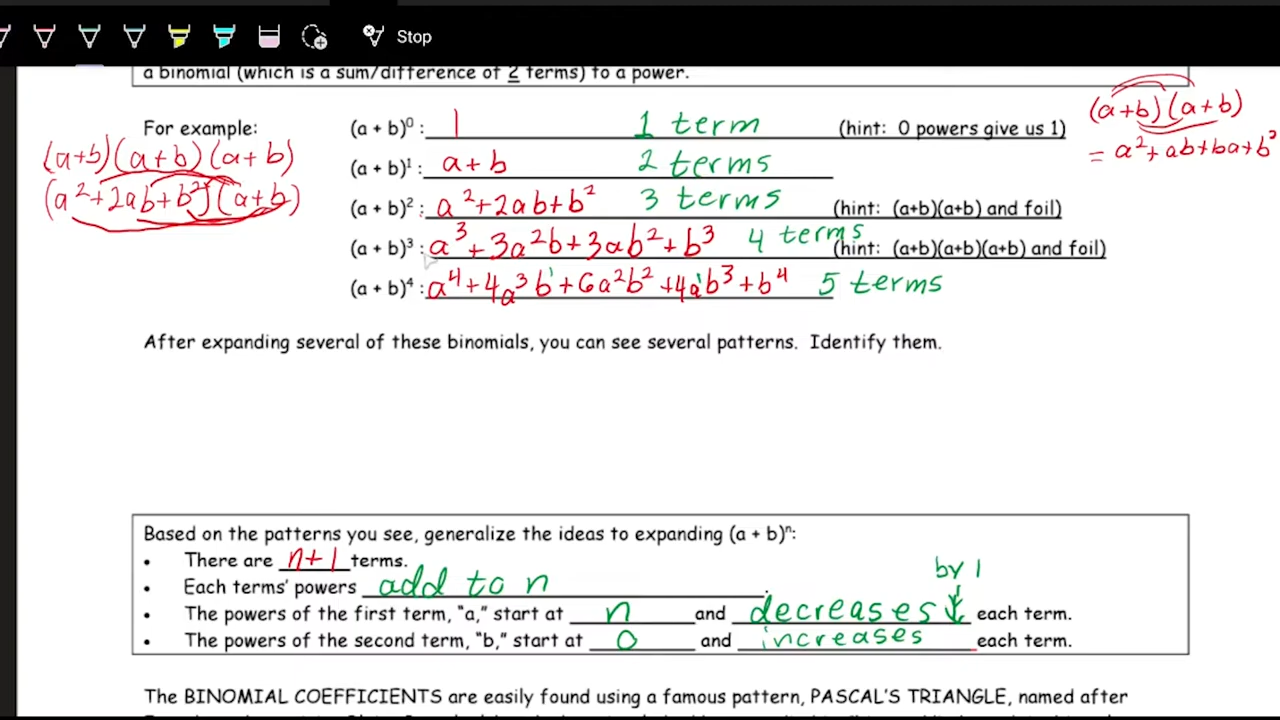 Stop
a binomial (which is a sum/difference of 2 terms) to a power.
For example:
(a+b)(a+b)(a+b)
(a²+2ab+b²)(a+b)
(a + b)⁰ : 1 1 term (hint: 0 powers give us 1)
(a + b)¹ : a+b 2 terms
(a + b)² : a²+2ab+b² 3 terms (hint: (a+b)(a+b) and foil)
(a + b)³ : a³+3a²b+3ab²+b³ 4 terms (hint: (a+b)(a+b)(a+b) and foil)
(a + b)⁴ : a⁴+4a³b¹+6a²b²+4a¹b³+b⁴ 5 terms
(a+b)(a+b)
= a²+ab+ba+b²
After expanding several of these binomials, you can see several patterns. Identify them.
Based on the patterns you see, generalize the ideas to expanding (a + b)ⁿ:
• There are n+1 terms.
• Each terms' powers add to n.
by 1
• The powers of the first term, "a," start at n and decreases ↓ each term.
• The powers of the second term, "b," start at 0 and increases each term.
The BINOMIAL COEFFICIENTS are easily found using a famous pattern, PASCAL'S TRIANGLE, named after